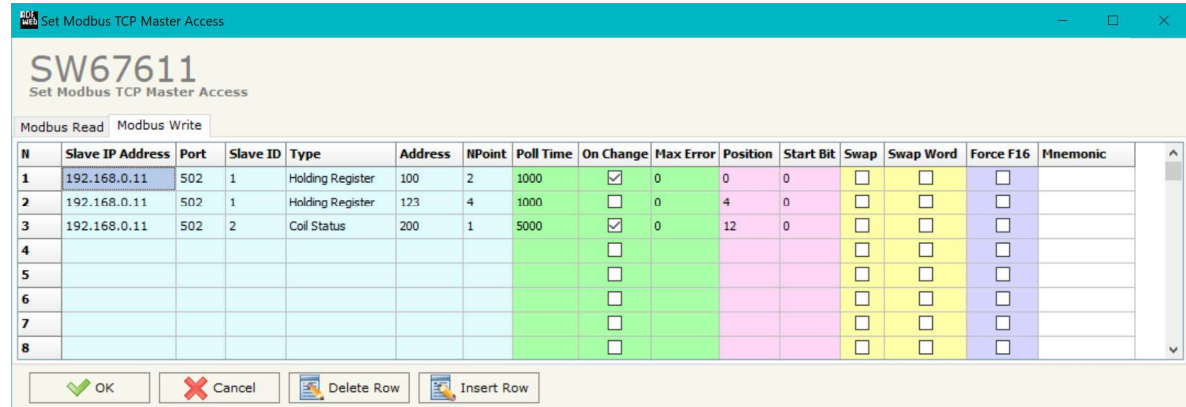 ADF WEB Set Modbus TCP Master Access
SW67611
Set Modbus TCP Master Access
Modbus Read Modbus Write
N Slave IP Address Port Slave ID Type Address NPoint Poll Time On Change Max Error Position Start Bit Swap Swap Word Force F16 Mnemonic
1 192.168.0.11 502 1 Holding Register 100 2 1000 0 0 0
2 192.168.0.11 502 1 Holding Register 123 4 1000 0 4 0
3 192.168.0.11 502 2 Coil Status 200 1 5000 0 12 0
4
5
6
7
8
OK Cancel Delete Row Insert Row